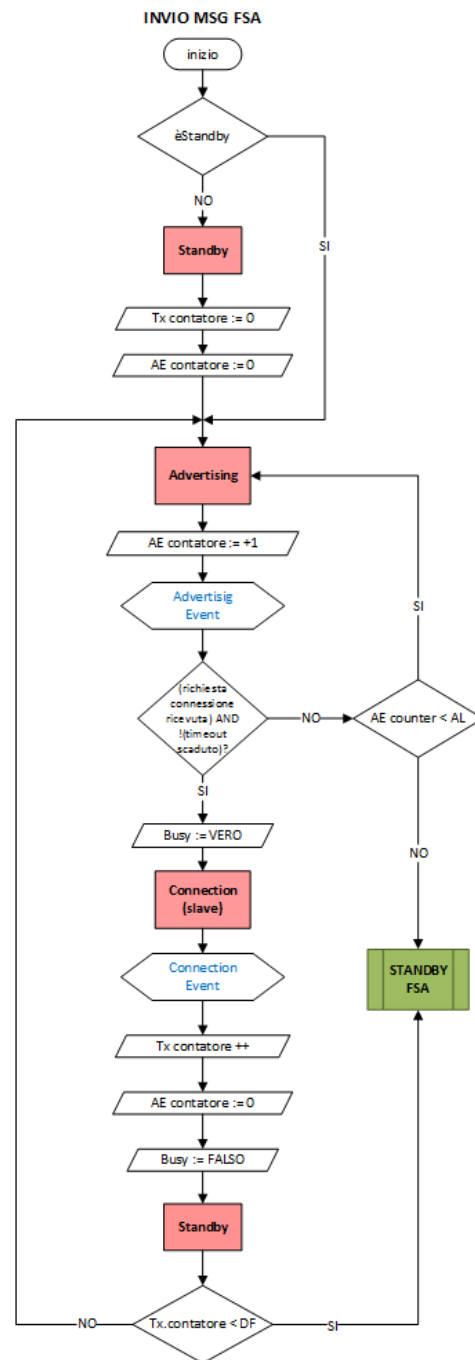 INVIO MSG FSA
inizio
èStandby
NO
SI
Standby
Tx contatore := 0
AE contatore := 0
Advertising
AE contatore := +1
Advertisig
Event
SI
(richiesta
connessione
ricevuta) AND
!(timeout
scaduto)?
NO
AE counter < AL
SI
NO
Busy := VERO
Connection
(slave)
STANDBY
FSA
Connection
Event
Tx contatore ++
AE contatore := 0
Busy := FALSO
Standby
NO
Tx.contatore < DF
SI